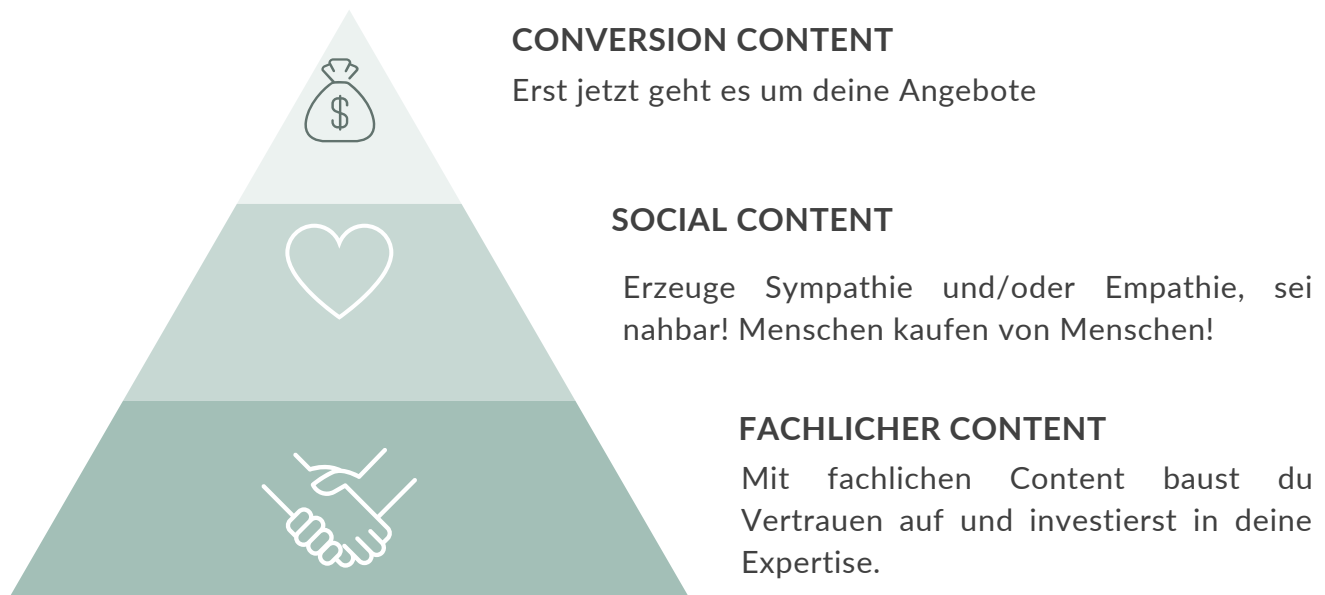 CONVERSION CONTENT
Erst jetzt geht es um deine Angebote
$
SOCIAL CONTENT
Erzeuge Sympathie und/oder Empathie, sei
nahbar! Menschen kaufen von Menschen!
FACHLICHER CONTENT
Mit fachlichen Content baust du
Vertrauen auf und investierst in deine
Expertise.